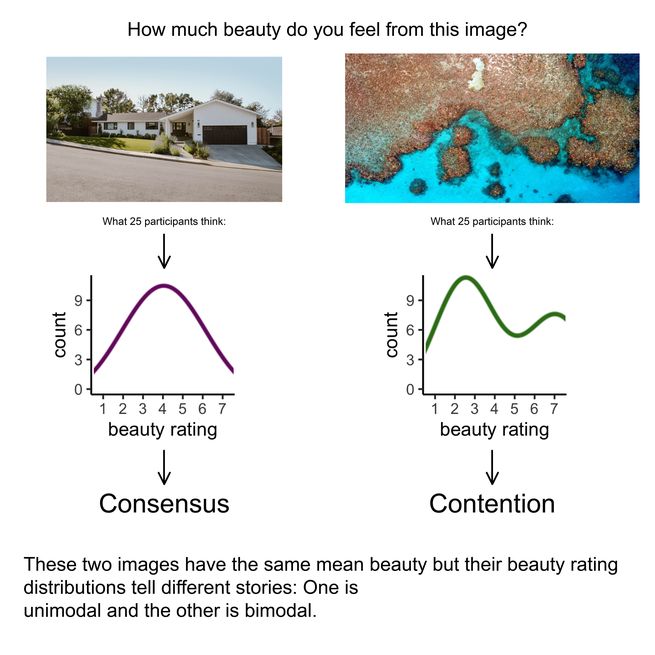 How much beauty do you feel from this image?
What 25 participants think:
What 25 participants think:
count
9
6
3
0
1 2 3 4 5 6 7
beauty rating
count
9
6
3
0
1 2 3 4 5 6 7
beauty rating
Consensus
Contention
These two images have the same mean beauty but their beauty rating
distributions tell different stories: One is
unimodal and the other is bimodal.